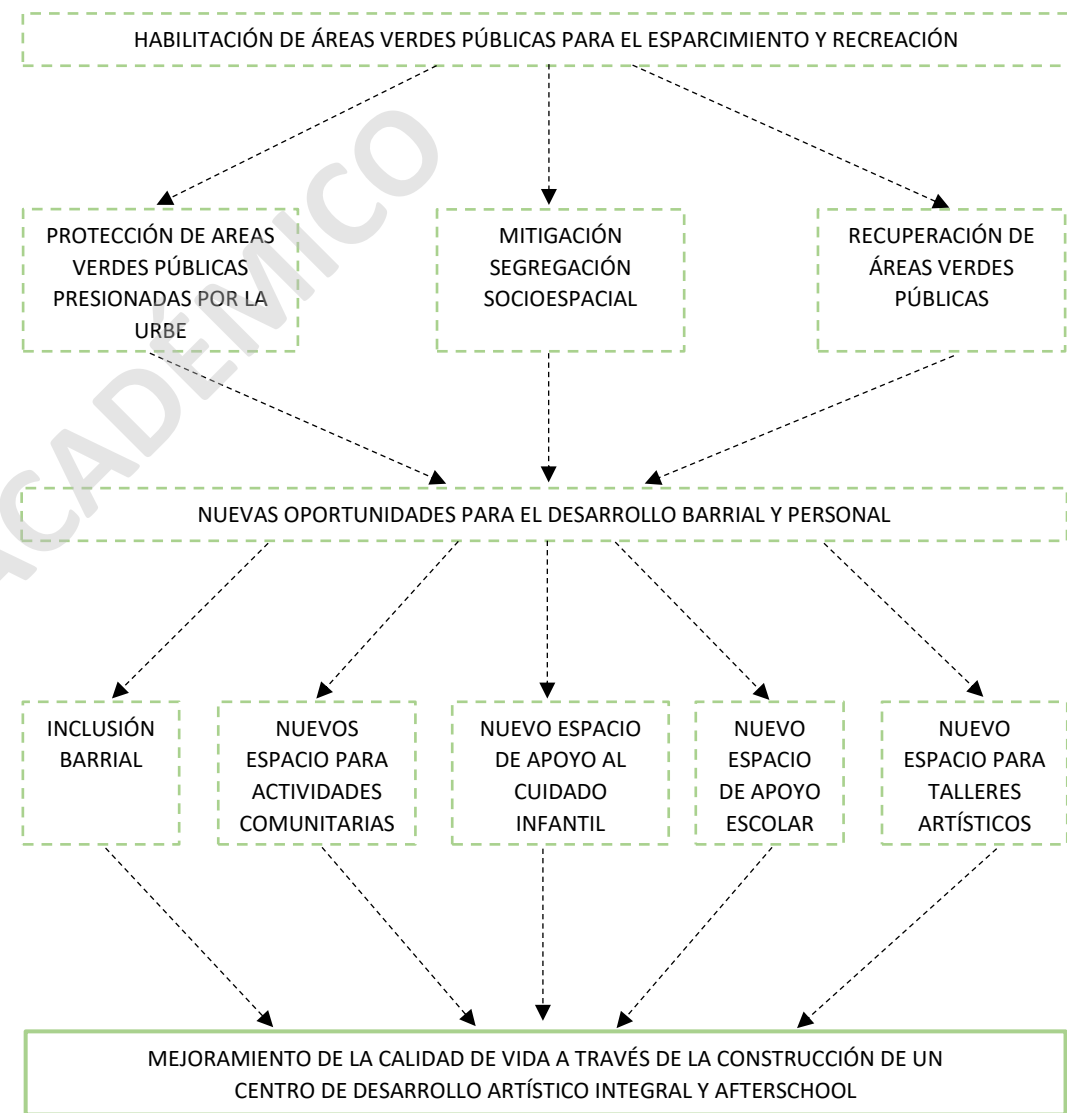 HABILITACIÓN DE ÁREAS VERDES PÚBLICAS PARA EL ESPARCIMIENTO Y RECREACIÓN
PROTECCIÓN DE AREAS
VERDES PÚBLICAS
PRESIONADAS POR LA
URBE
MITIGACIÓN
SEGREGACIÓN
SOCIOESPACIAL
RECUPERACIÓN DE
ÁREAS VERDES
PÚBLICAS
NUEVAS OPORTUNIDADES PARA EL DESARROLLO BARRIAL Y PERSONAL
INCLUSIÓN
BARRIAL
NUEVOS
ESPACIO PARA
ACTIVIDADES
COMUNITARIAS
NUEVO ESPACIO
DE APOYO AL
CUIDADO
INFANTIL
NUEVO
ESPACIO
DE APOYO
ESCOLAR
NUEVO
ESPACIO PARA
TALLERES
ARTÍSTICOS
MEJORAMIENTO DE LA CALIDAD DE VIDA A TRAVÉS DE LA CONSTRUCCIÓN DE UN
CENTRO DE DESARROLLO ARTÍSTICO INTEGRAL Y AFTERSCHOOL
ACADÉMICO